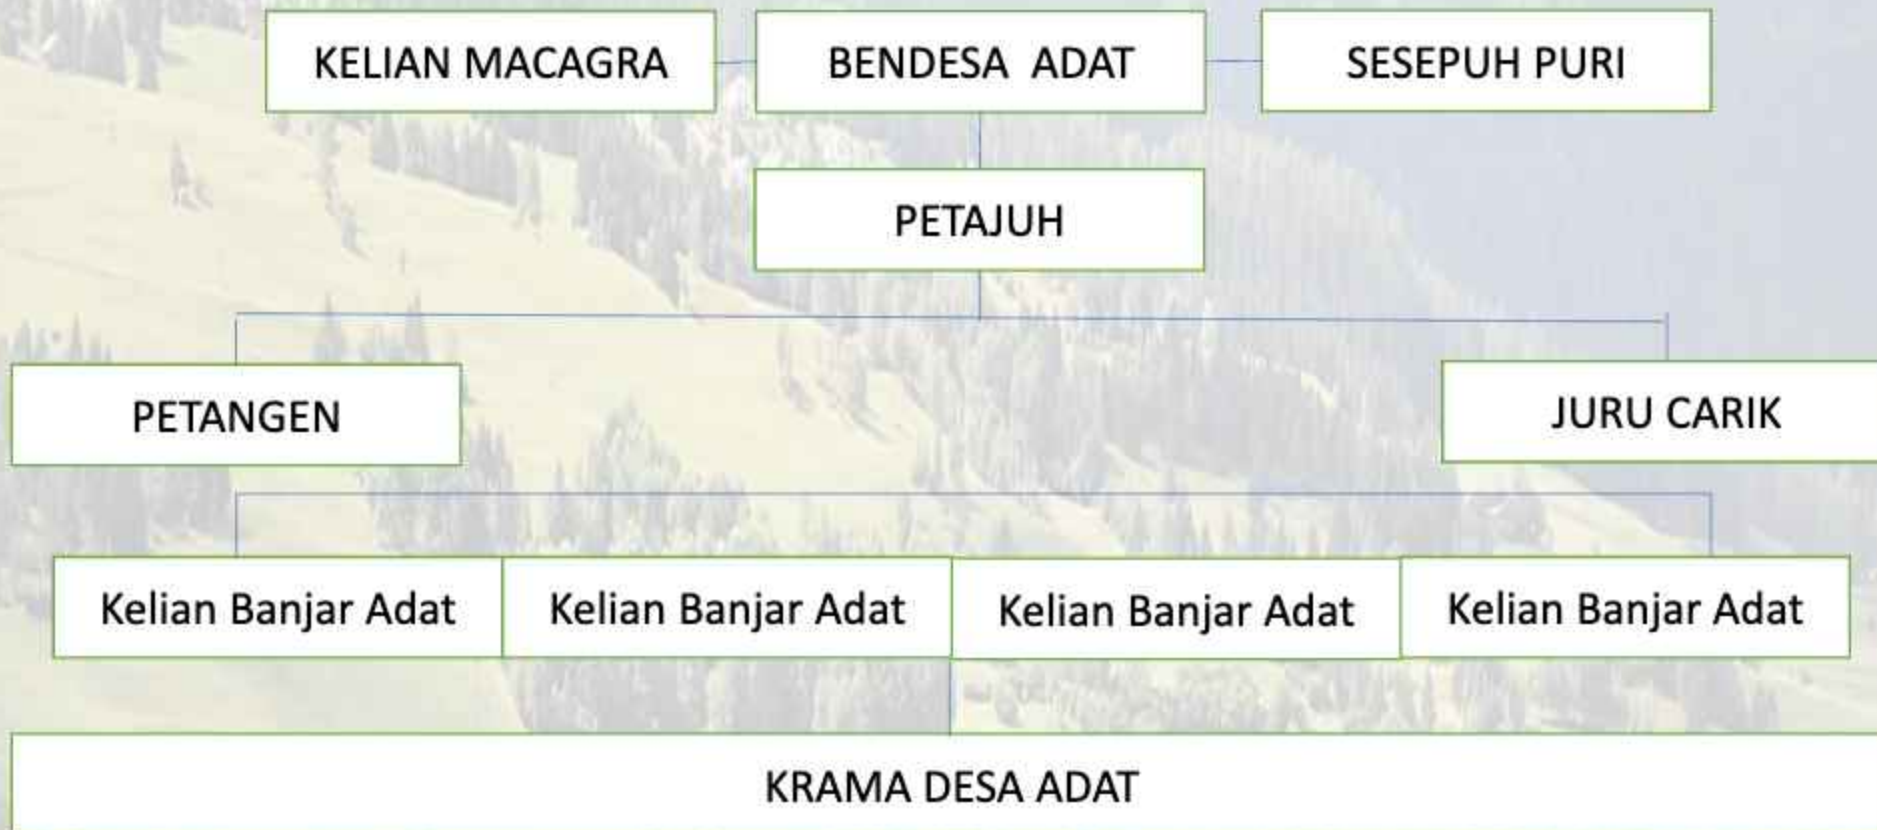 KELIAN MACAGRA
BENDESA ADAT
SESEPUH PURI
PETAJUH
PETANGEN
JURU CARIK
Kelian Banjar Adat
Kelian Banjar Adat
Kelian Banjar Adat
Kelian Banjar Adat
KRAMA DESA ADAT